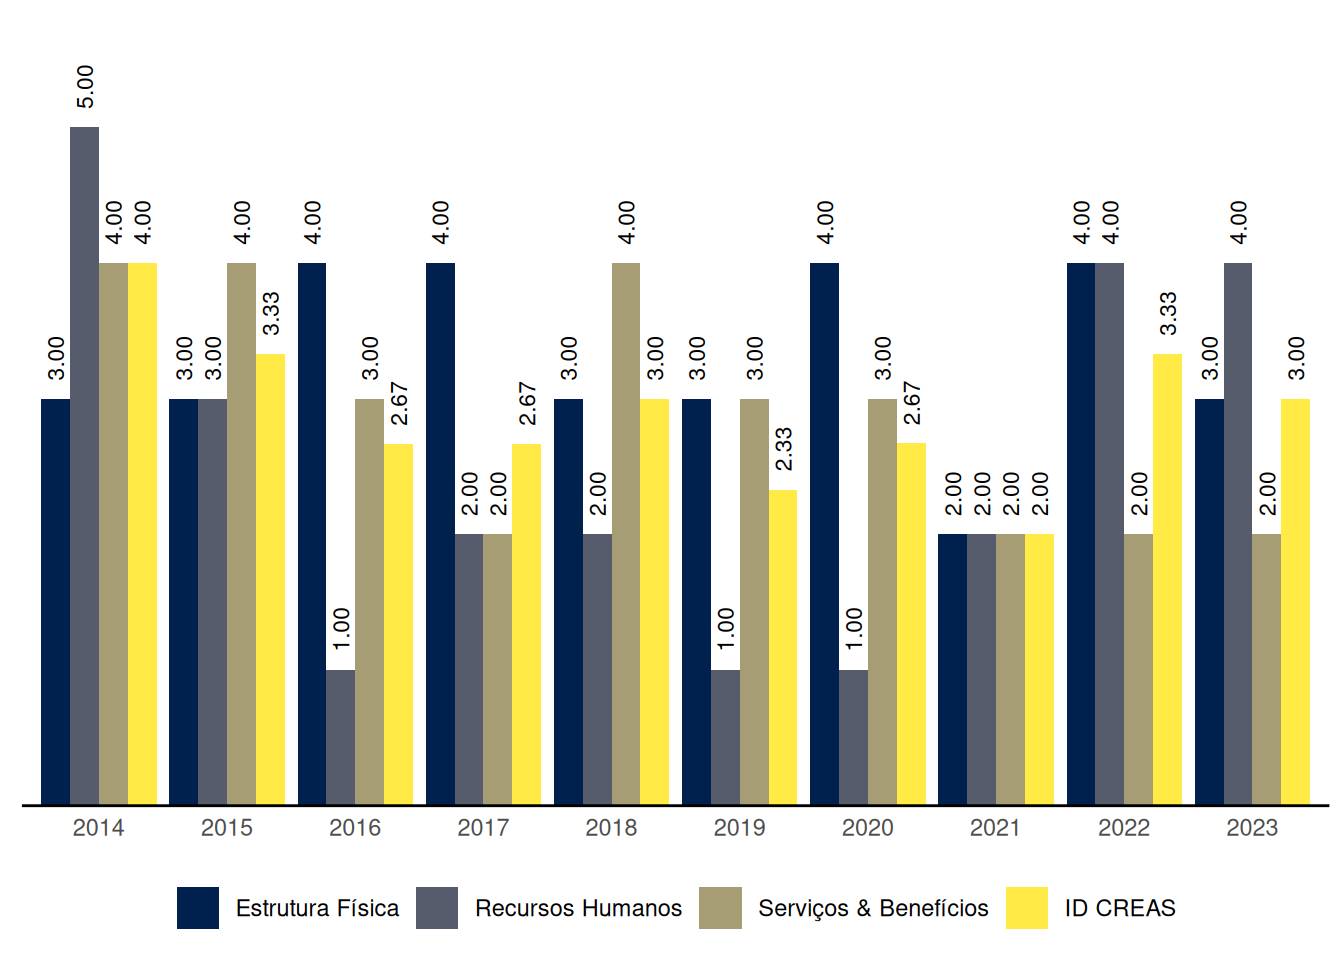 5.00
4.00 4.00 4.00 4.00 4.00 4.00 4.00 4.00 4.00 4.00
3.33 3.33
3.00 3.00 3.00 3.00 3.00 3.00 3.00 3.00 3.00 3.00 3.00
2.67 2.67 2.67
2.33
2.00 2.00 2.00 2.00 2.00 2.00 2.00 2.00 2.00
1.00 1.00 1.00
2014 2015 2016 2017 2018 2019 2020 2021 2022 2023
Estrutura Física Recursos Humanos Serviços & Benefícios ID CREAS